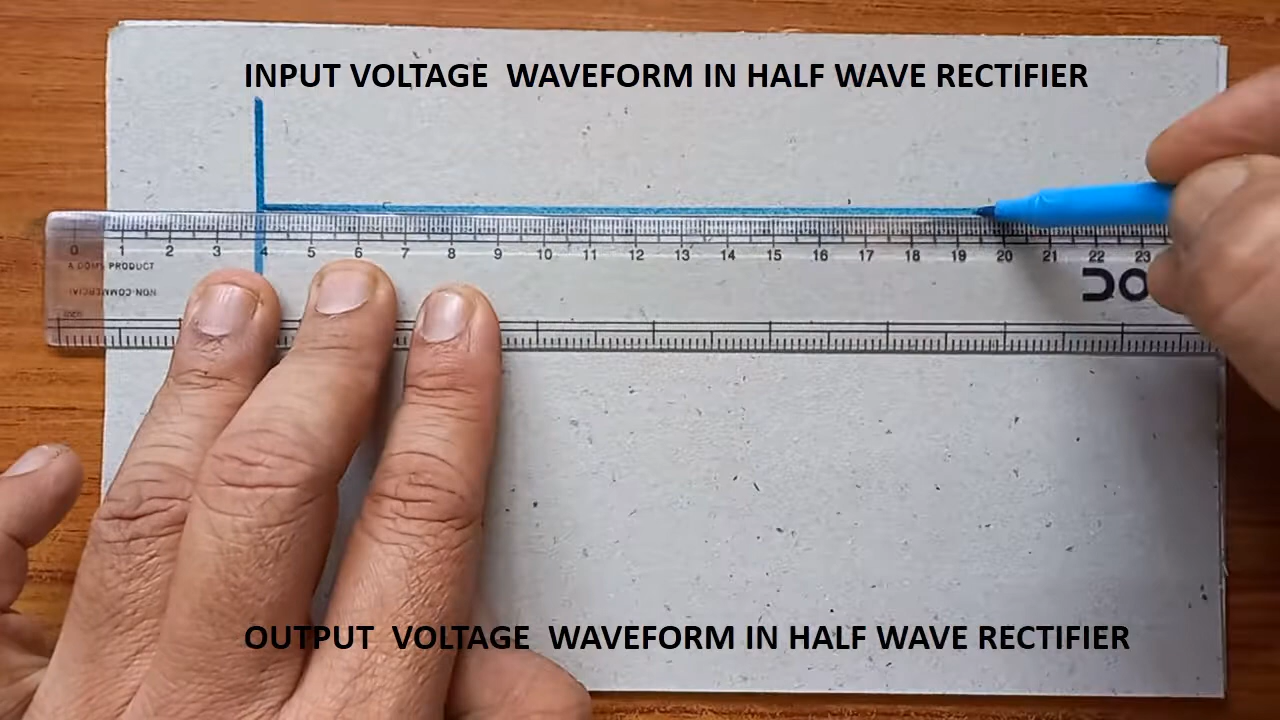 INPUT VOLTAGE WAVEFORM IN HALF WAVE RECTIFIER
0 1 2 3 4 5 6 7 8 9 10 11 12 13 14 15 16 17 18 19 20 21 22 23
A DOMS PRODUCT
NON-COMMERCIAL
OUTPUT VOLTAGE WAVEFORM IN HALF WAVE RECTIFIER